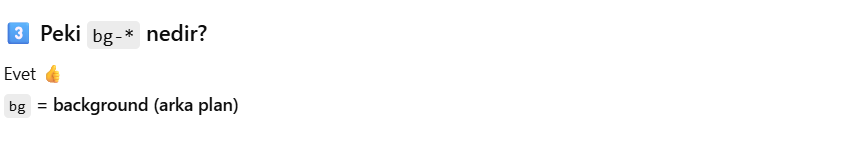 3️⃣ Peki bg-* nedir?
Evet 👍
bg = background (arka plan)